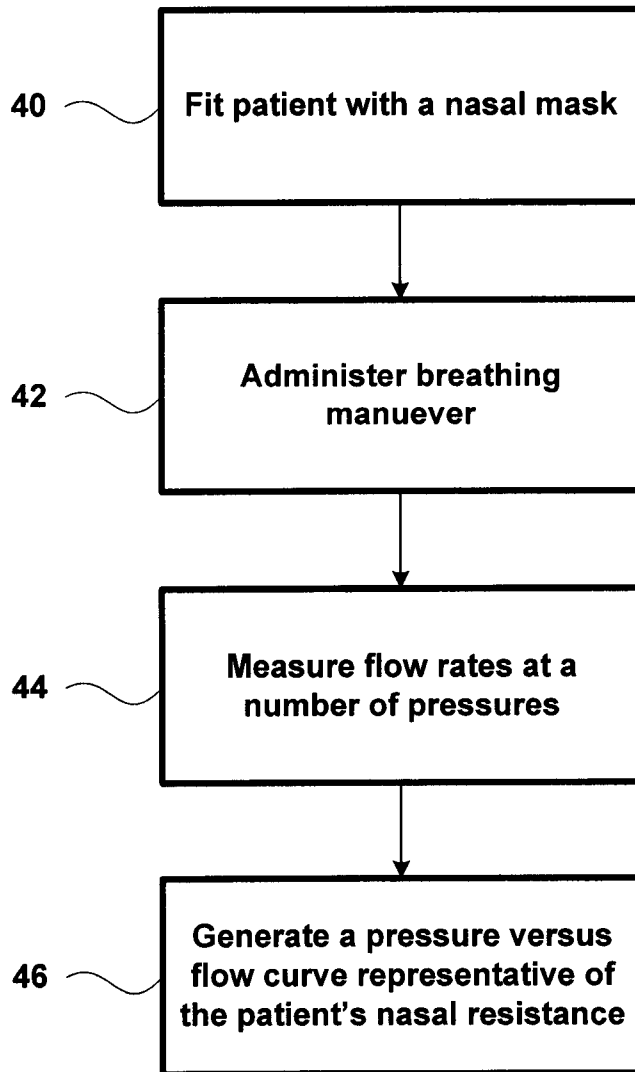 40
Fit patient with a nasal mask
42
Administer breathing
manuever
44
Measure flow rates at a
number of pressures
46
Generate a pressure versus
flow curve representative of
the patient's nasal resistance